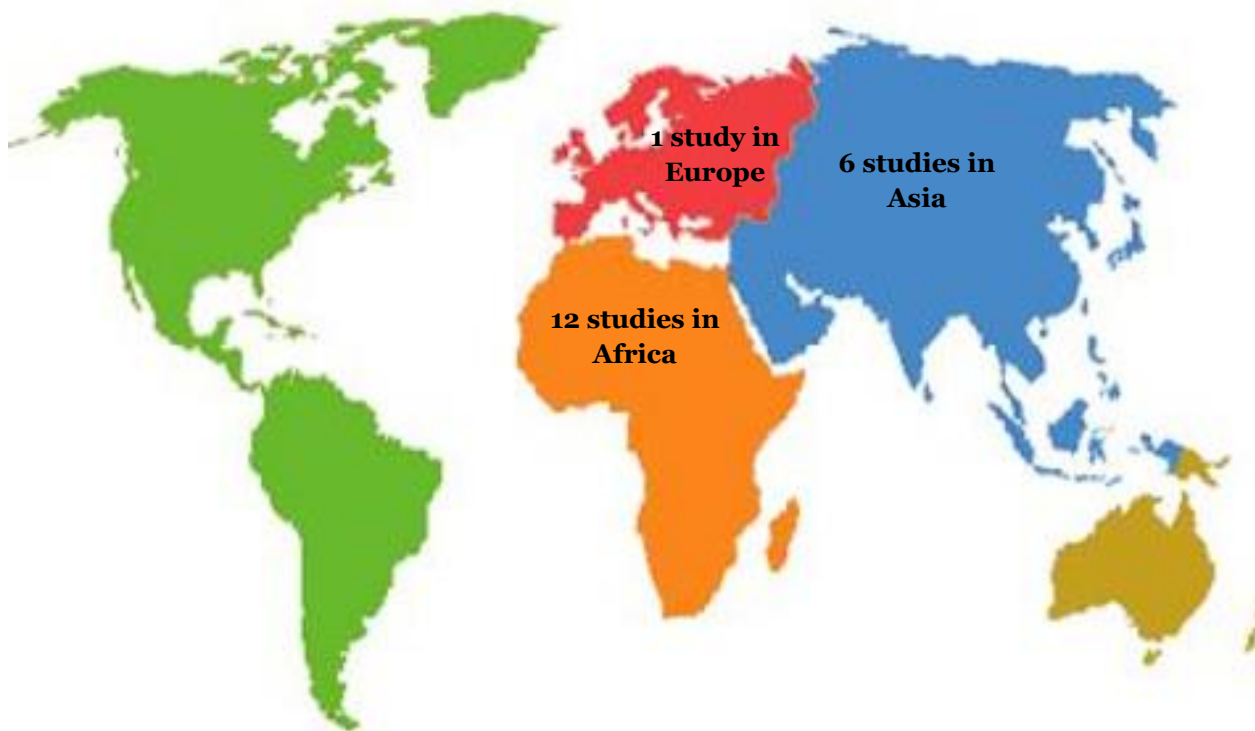 1 study in
Europe
6 studies in
Asia
12 studies in
Africa